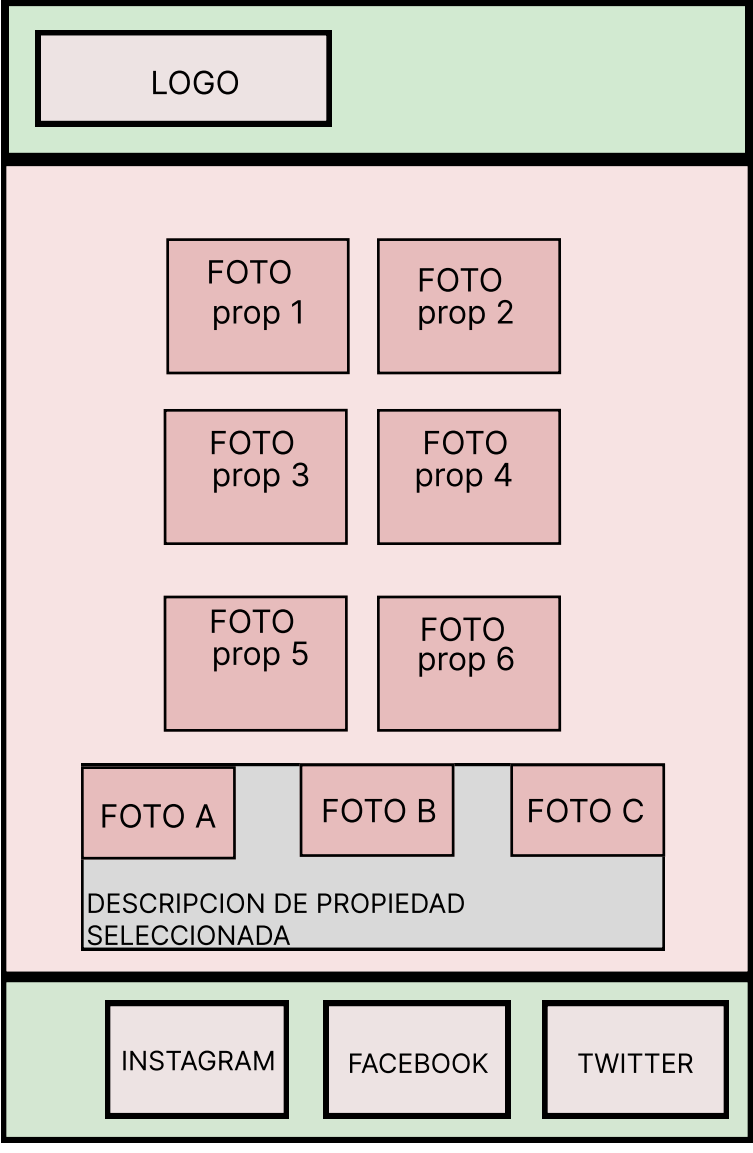 LOGO
FOTO
prop 1
FOTO
prop 2
FOTO
prop 3
FOTO
prop 4
FOTO
prop 5
FOTO
prop 6
FOTO A
FOTO B
FOTO C
DESCRIPCION DE PROPIEDAD
SELECCIONADA
INSTAGRAM
FACEBOOK
TWITTER